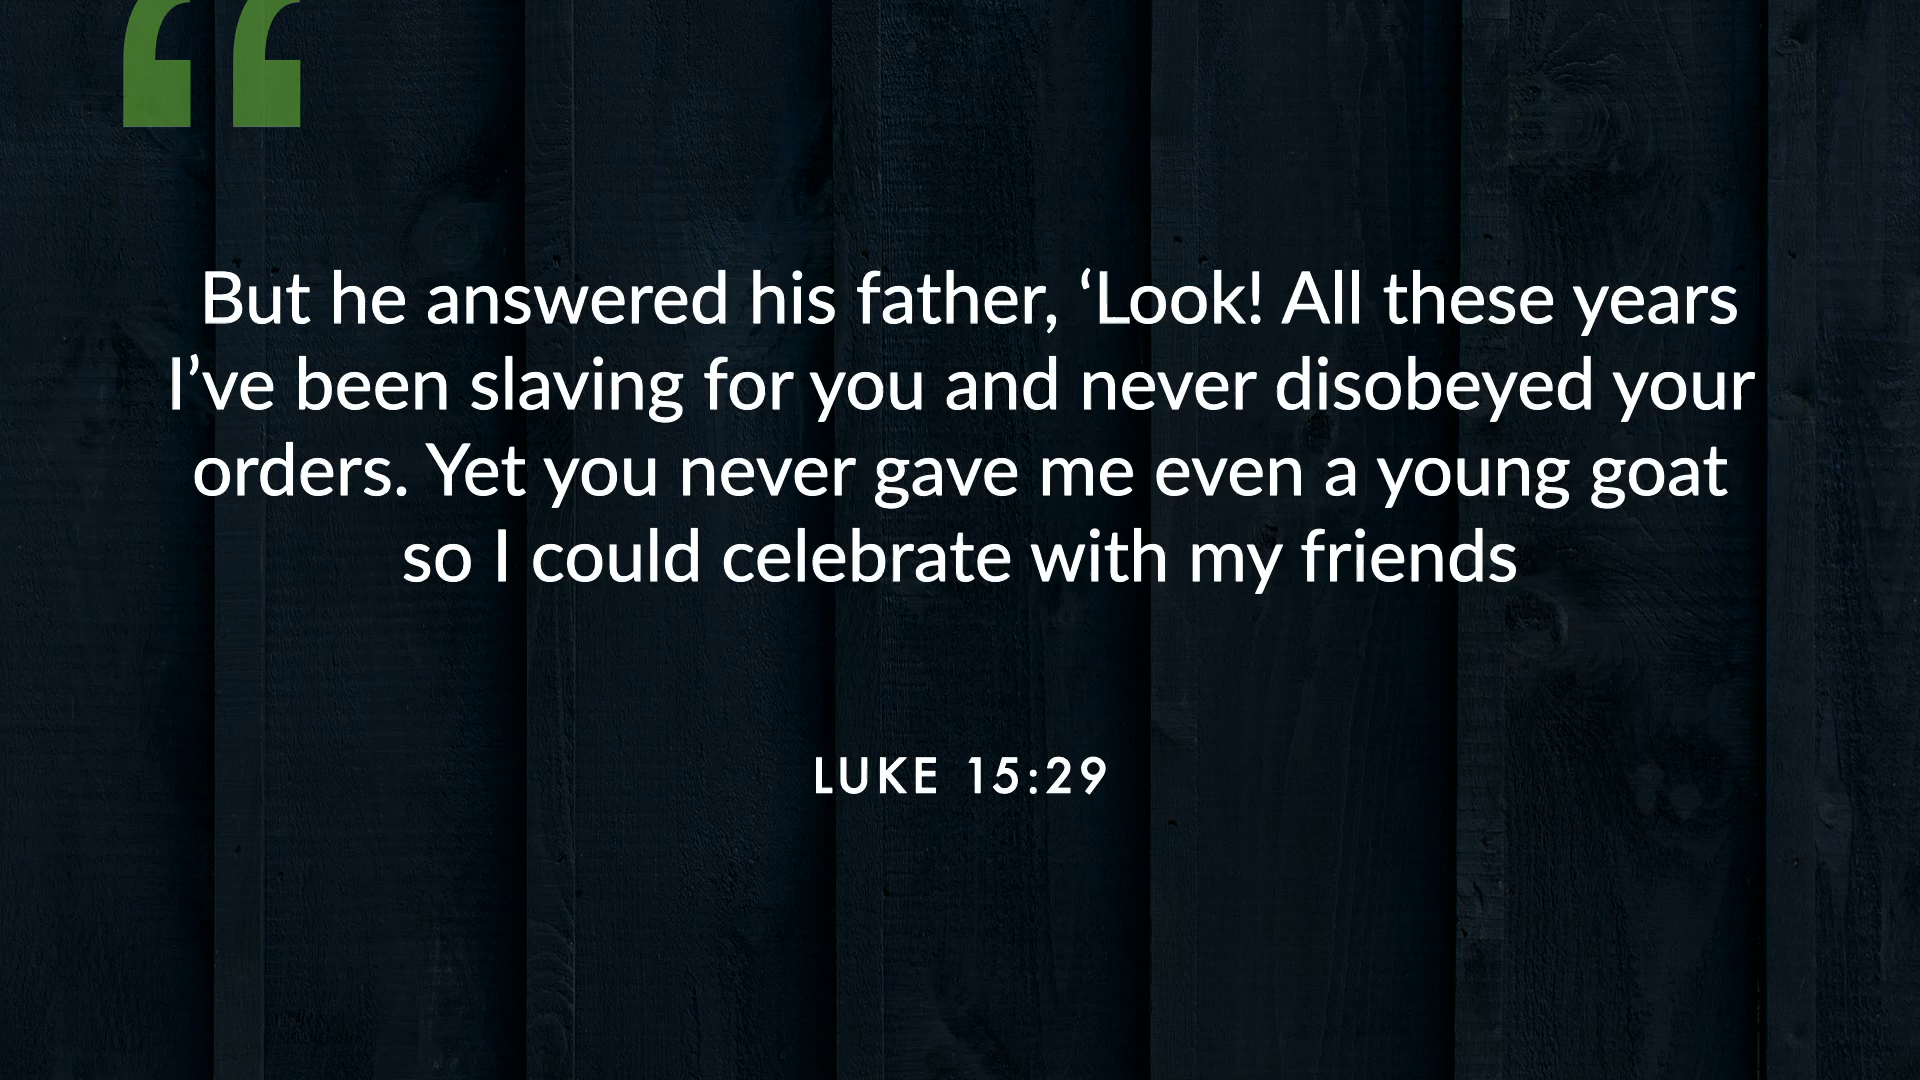 “
But he answered his father, ‘Look! All these years
I’ve been slaving for you and never disobeyed your
orders. Yet you never gave me even a young goat
so I could celebrate with my friends
LUKE 15:29